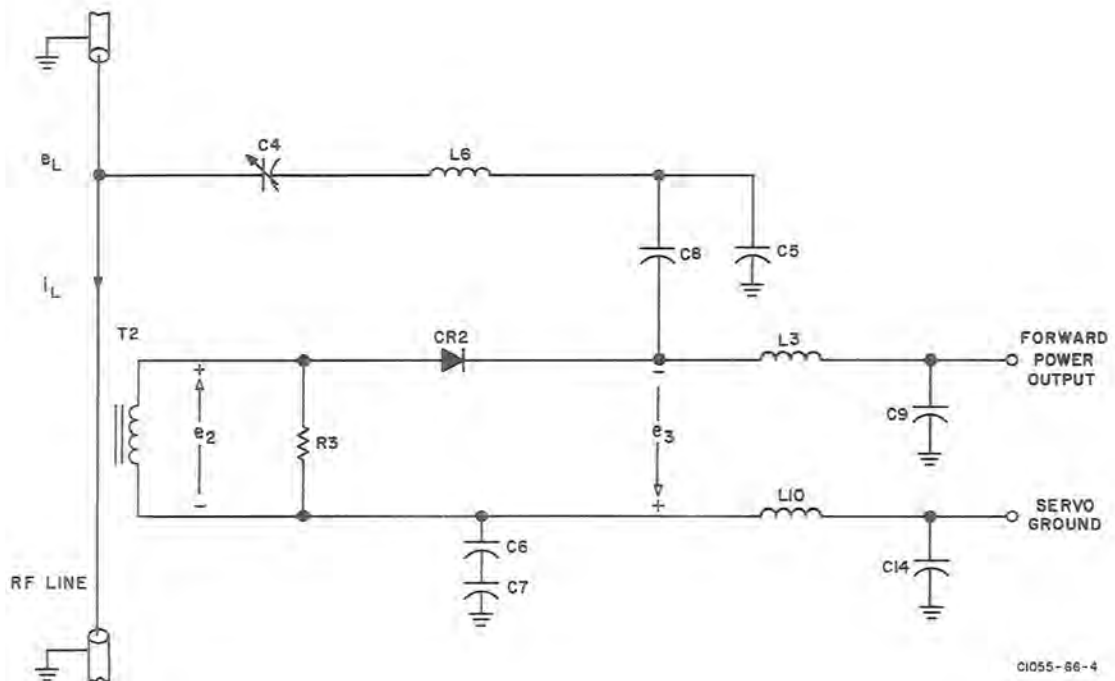 C4
L6
eL
C8
C5
iL
T2
CR2
L3
FORWARD
POWER
OUTPUT
+
-
C9
e2
R3
e3
L10
-
+
SERVO
GROUND
C6
C14
RF LINE
C7
C1055-66-4